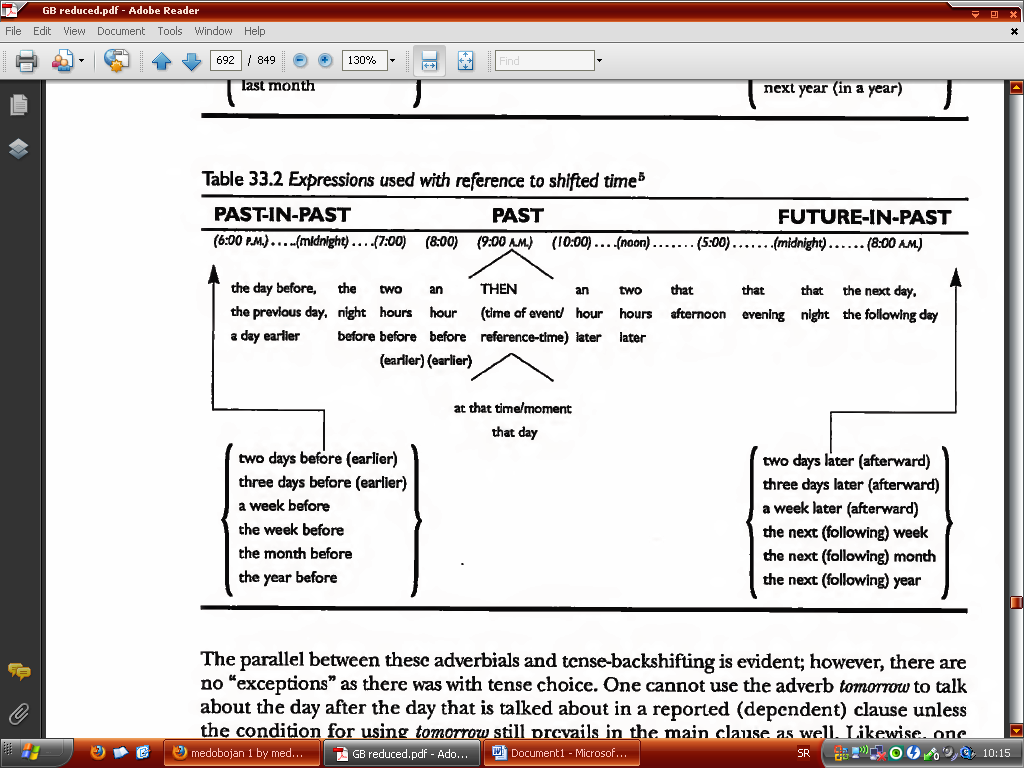 GB reduced.pdf - Adobe Reader
File Edit View Document Tools Window Help
692 / 849 130% Find
last month
next year (in a year)
Table 33.2 Expressions used with reference to shifted time5
PAST-IN-PAST PAST FUTURE-IN-PAST
(6:00 P.M.) . . . . .(midnight) . . . .(7:00) (8:00) (9:00 A.M.) (10:00) . . . .(noon) . . . . . . . (5:00) . . . . . . .(midnight) . . . . . . (8:00 A.M.)
the day before, the two an THEN an two that that that the next day,
the previous day, night hours hour (time of event/ hour hours afternoon evening night the following day
a day earlier before before before reference-time) later later
(earlier) (earlier)
at that time/moment
that day
two days before (earlier)
three days before (earlier)
a week before
the week before
the month before
the year before
two days later (afterward)
three days later (afterward)
a week later (afterward)
the next (following) week
the next (following) month
the next (following) year
The parallel between these adverbials and tense-backshifting is evident; however, there are
no “exceptions” as there was with tense choice. One cannot use the adverb tomorrow to talk
about the day after the day that is talked about in a reported (dependent) clause unless
the condition for using tomorrow still prevails in the main clause as well. Likewise, one
medobojan 1 by med... GB reduced.pdf - Ado... Document1 - Microsof... SR 10:15